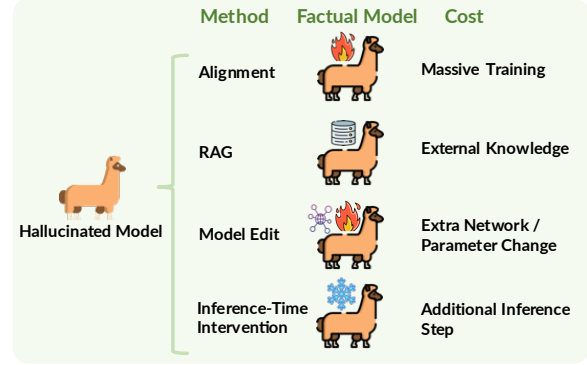 Method Factual Model Cost
Alignment Massive Training
RAG External Knowledge
Hallucinated Model
Model Edit Extra Network /
Parameter Change
Inference-Time
Intervention
Additional Inference
Step